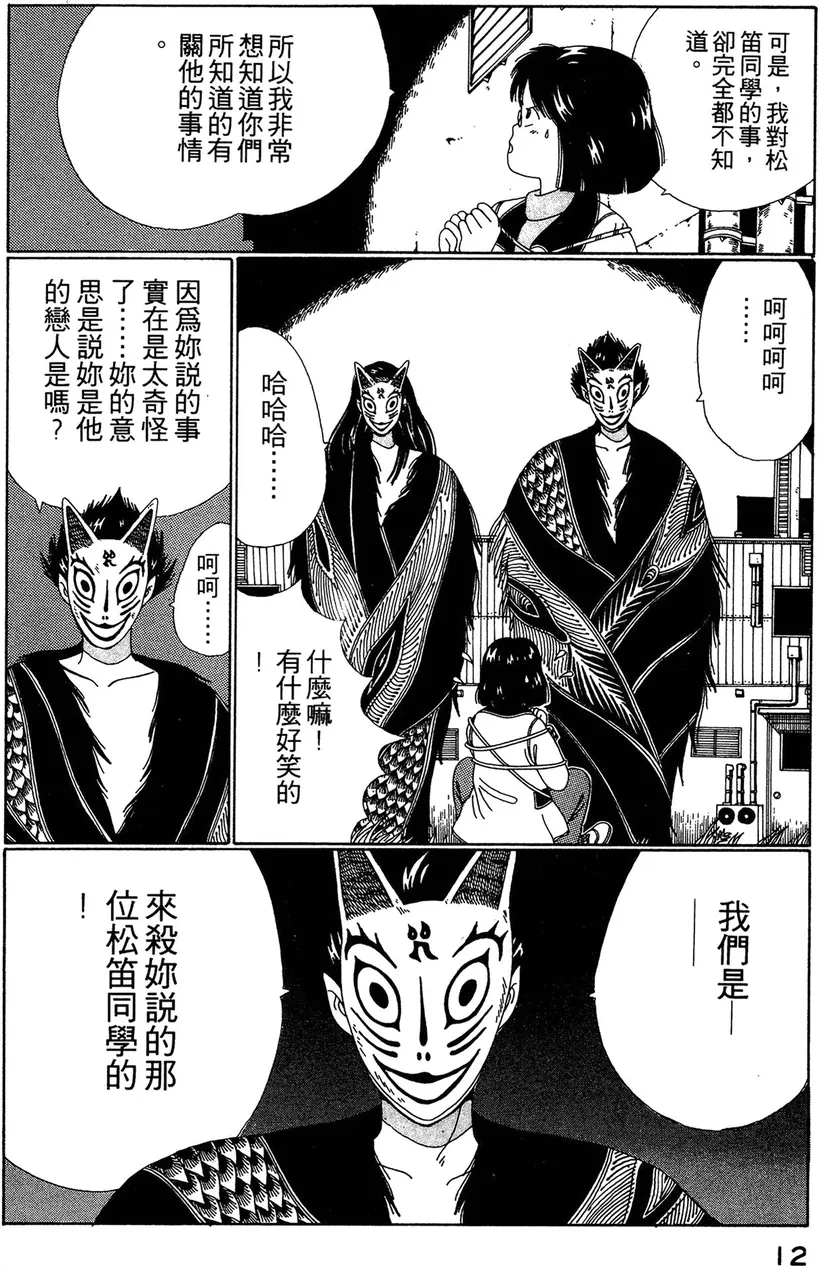 可是，我對松
笛同學的事，
卻完全都不知
道。
所以我非常
想知道你們
所知道的有
關他的事情
。
呵呵呵呵
……
哈哈哈……
什麼嘛！
有什麼好笑的
！
因為妳說的事
實在是太奇怪
了……妳的意
思是說妳是他
的戀人是嗎？
呵呵……
我們是——
來殺妳說的那
位松笛同學的
！
12